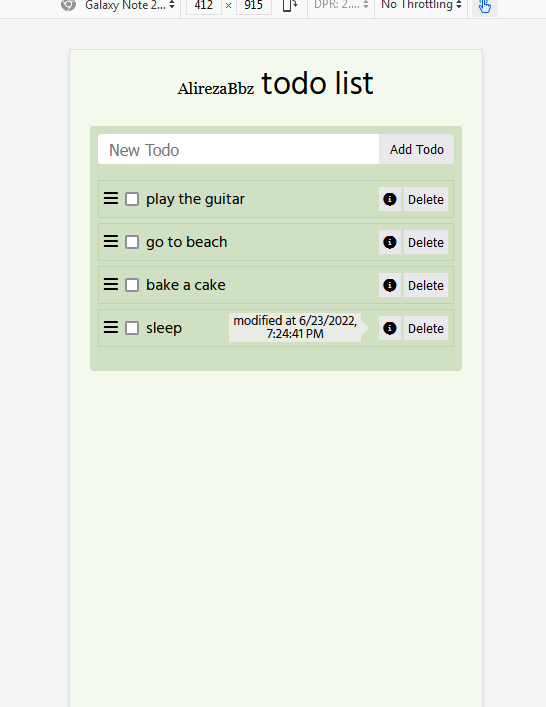 Galaxy Note 2... 412 × 915 DPR: 2.... No Throttling
AlirezaBbz todo list
New Todo Add Todo
play the guitar Delete
go to beach Delete
bake a cake Delete
sleep modified at 6/23/2022, Delete
7:24:41 PM